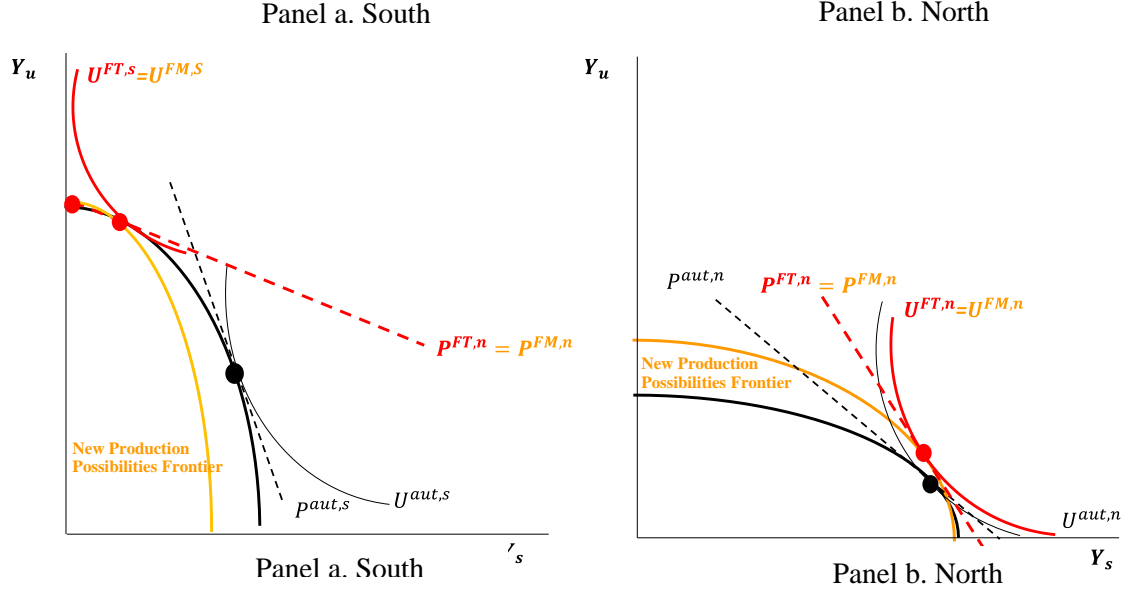 Panel a. South
Panel b. North
Y_u
U^{FT,s}=U^{FM,S}
Y_u
P^{aut,n}
P^{FT,n} = P^{FM,n}
U^{FT,n}=U^{FM,n}
P^{FT,n} = P^{FM,n}
New Production
Possibilities Frontier
New Production
Possibilities Frontier
P^{aut,s}
U^{aut,s}
U^{aut,n}
Y_s
Y_s
Panel a. South
Panel b. North